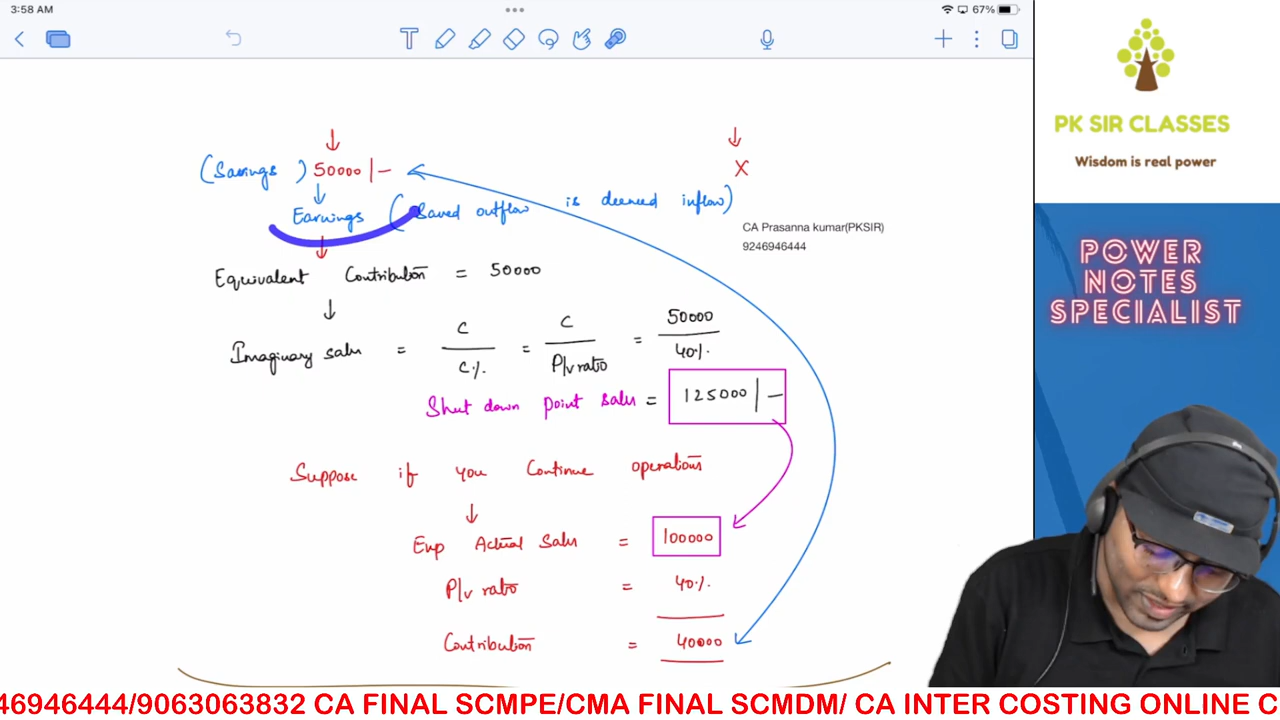 3:58 AM
67%
(Savings ) 50000/-
X
Earnings (Saved outflow is deemed inflow)
CA Prasanna kumar(PKSIR)
9246946444
Equivalent Contribution = 50000
Imaginary sales = C / C% = C / P/v ratio = 50000 / 40%
Shut down point sales = 125000/-
Suppose if you Continue operations
Exp Actual Sales = 100000
P/v ratio = 40%
Contribution = 40000
PK SIR CLASSES
Wisdom is real power
POWER
NOTES
SPECIALIST
46946444/9063063832 CA FINAL SCMPE/CMA FINAL SCMDM/ CA INTER COSTING ONLINE C